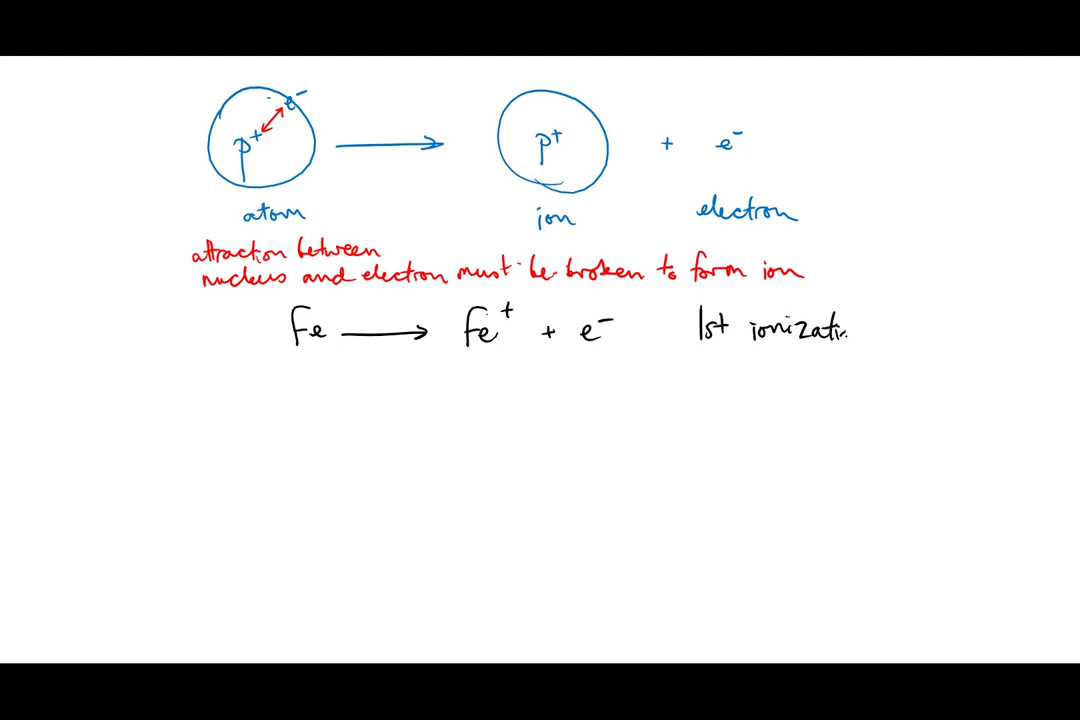 p⁺ e⁻ ⟶ p⁺ + e⁻
atom ion electron
attraction between
nucleus and electron must be broken to form ion
Fe ⟶ Fe⁺ + e⁻ 1st ionizati